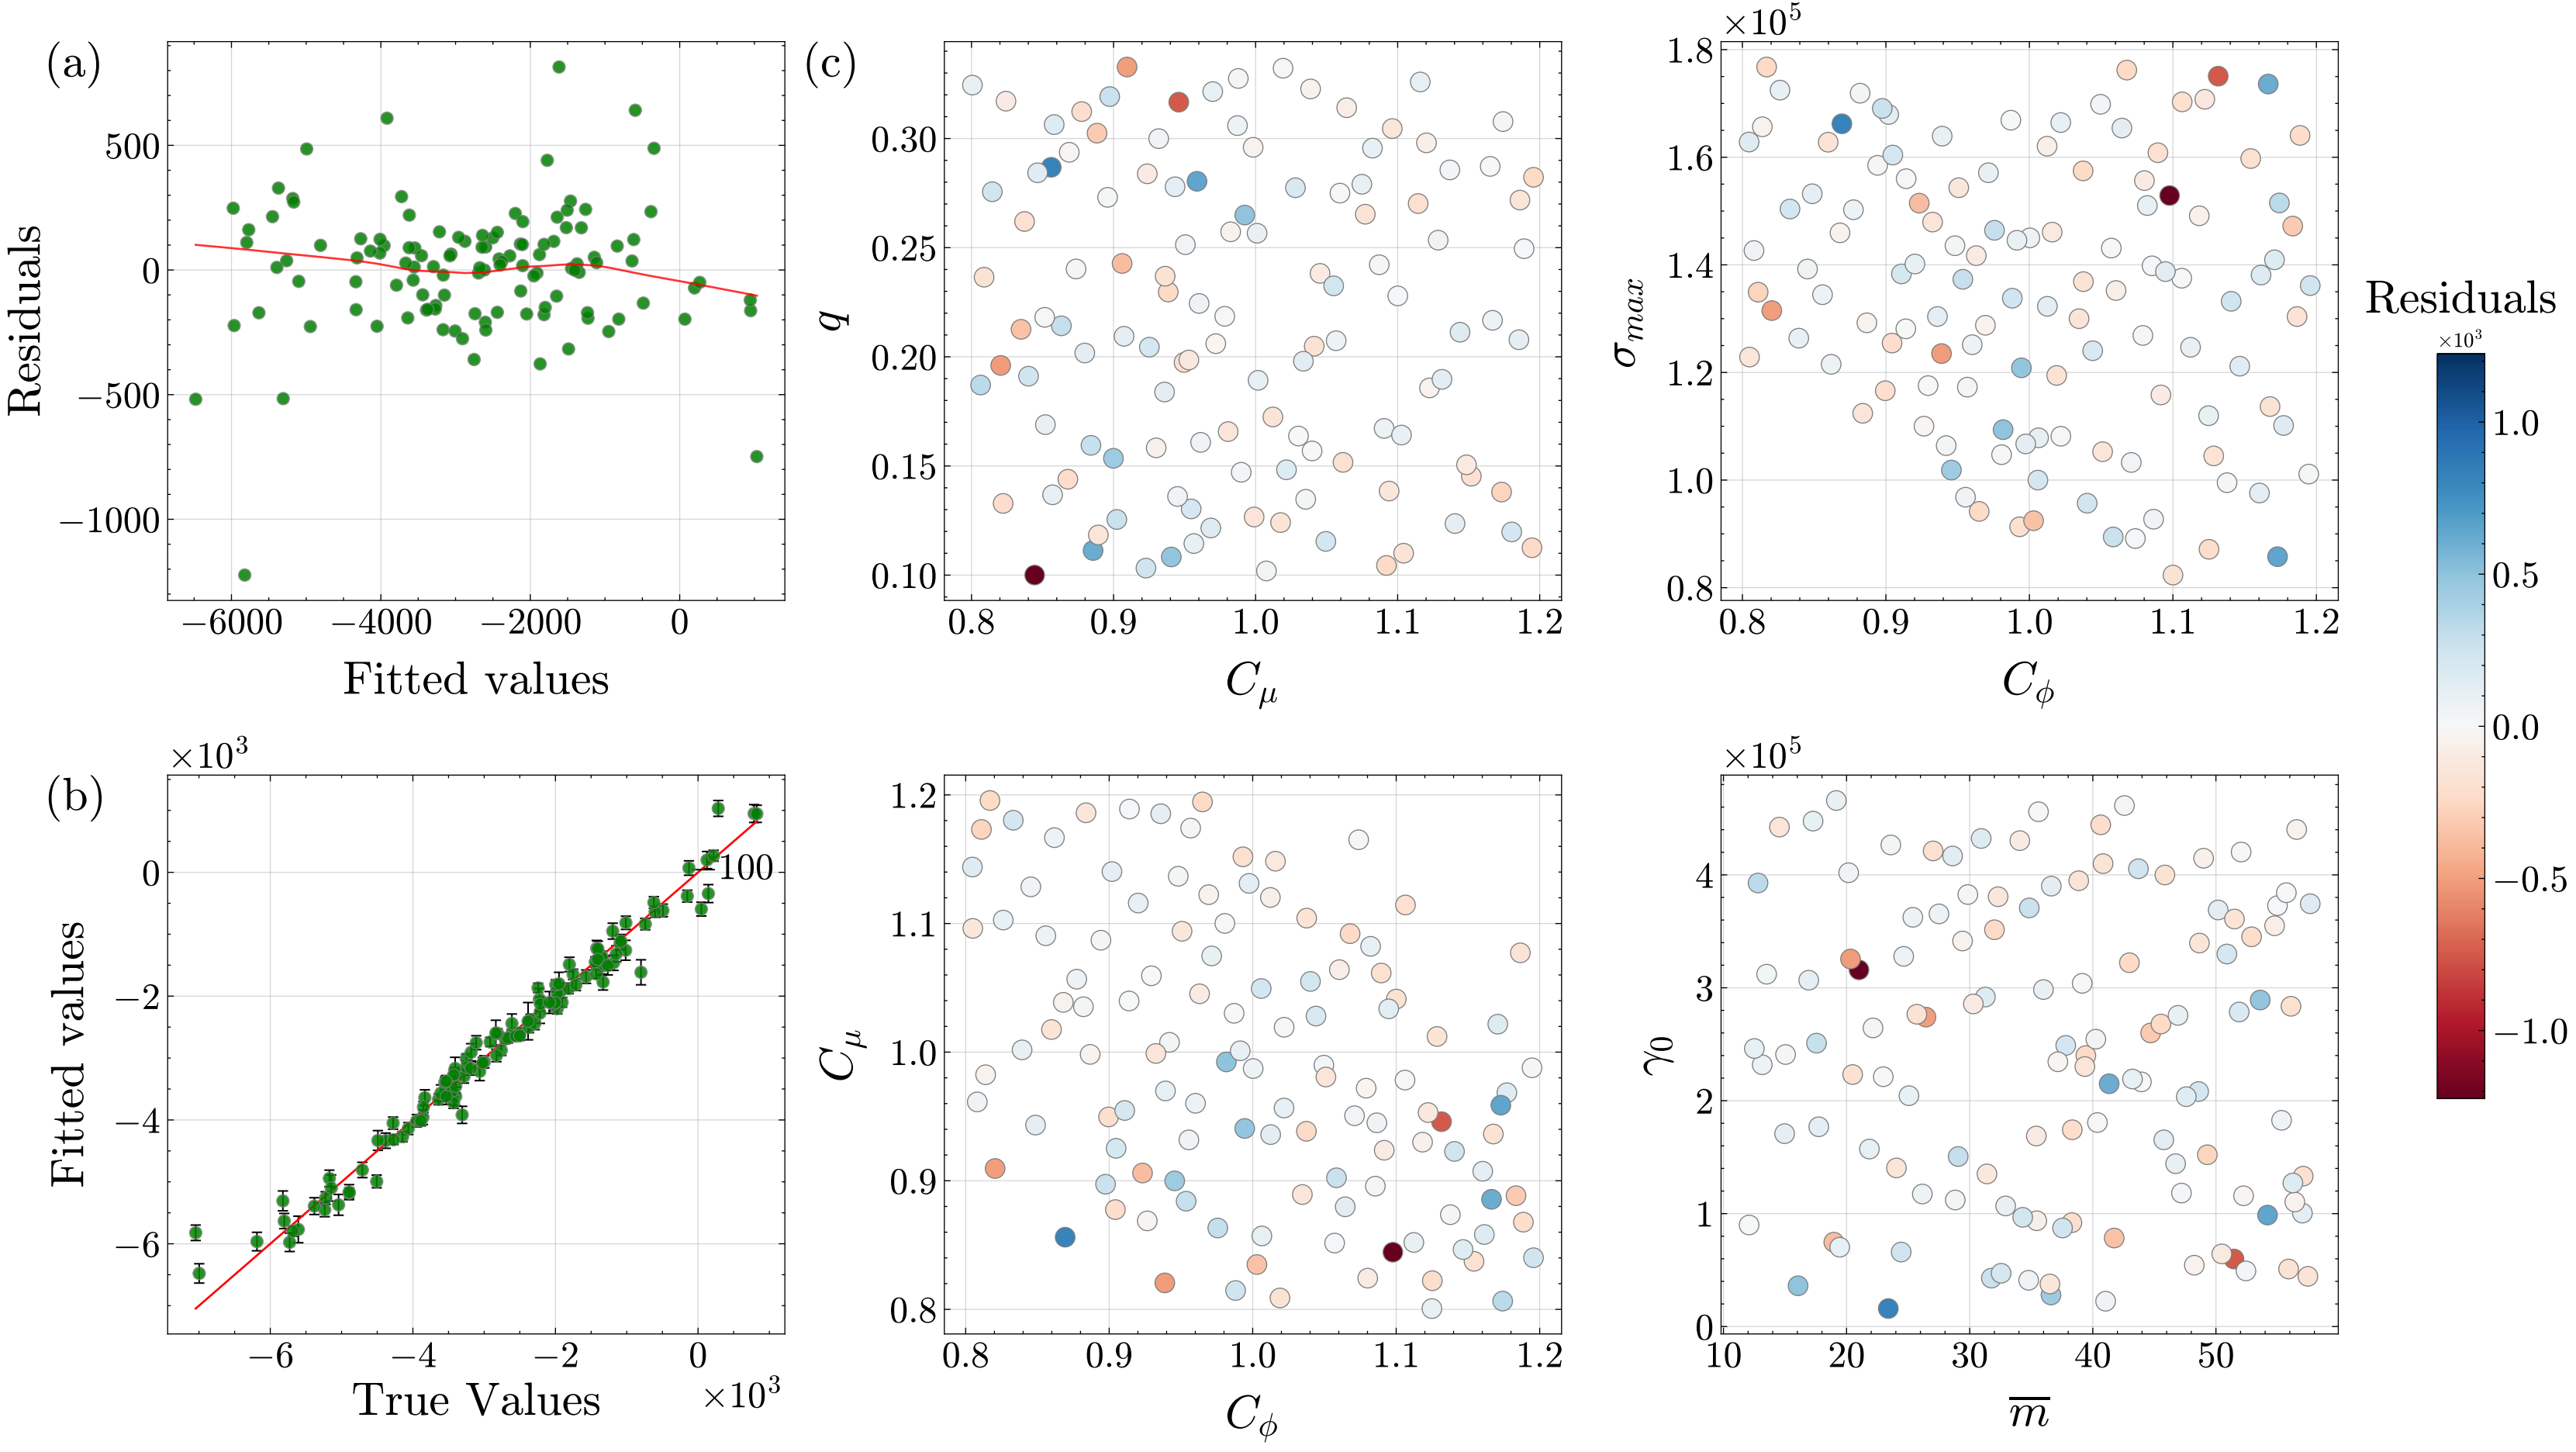 (a)
Residuals
500
0
−500
−1000
−6000 −4000 −2000 0
Fitted values
(b)
×10³
Fitted values
0
−2
−4
−6
100
−6 −4 −2 0
True Values
×10³
(c)
q
0.30
0.25
0.20
0.15
0.10
0.8 0.9 1.0 1.1 1.2
C_μ
×10⁵
σ_max
1.8
1.6
1.4
1.2
1.0
0.8
0.8 0.9 1.0 1.1 1.2
C_ϕ
C_μ
1.2
1.1
1.0
0.9
0.8
0.8 0.9 1.0 1.1 1.2
C_ϕ
×10⁵
γ₀
4
3
2
1
0
10 20 30 40 50
m̅
Residuals
×10³
1.0
0.5
0.0
−0.5
−1.0